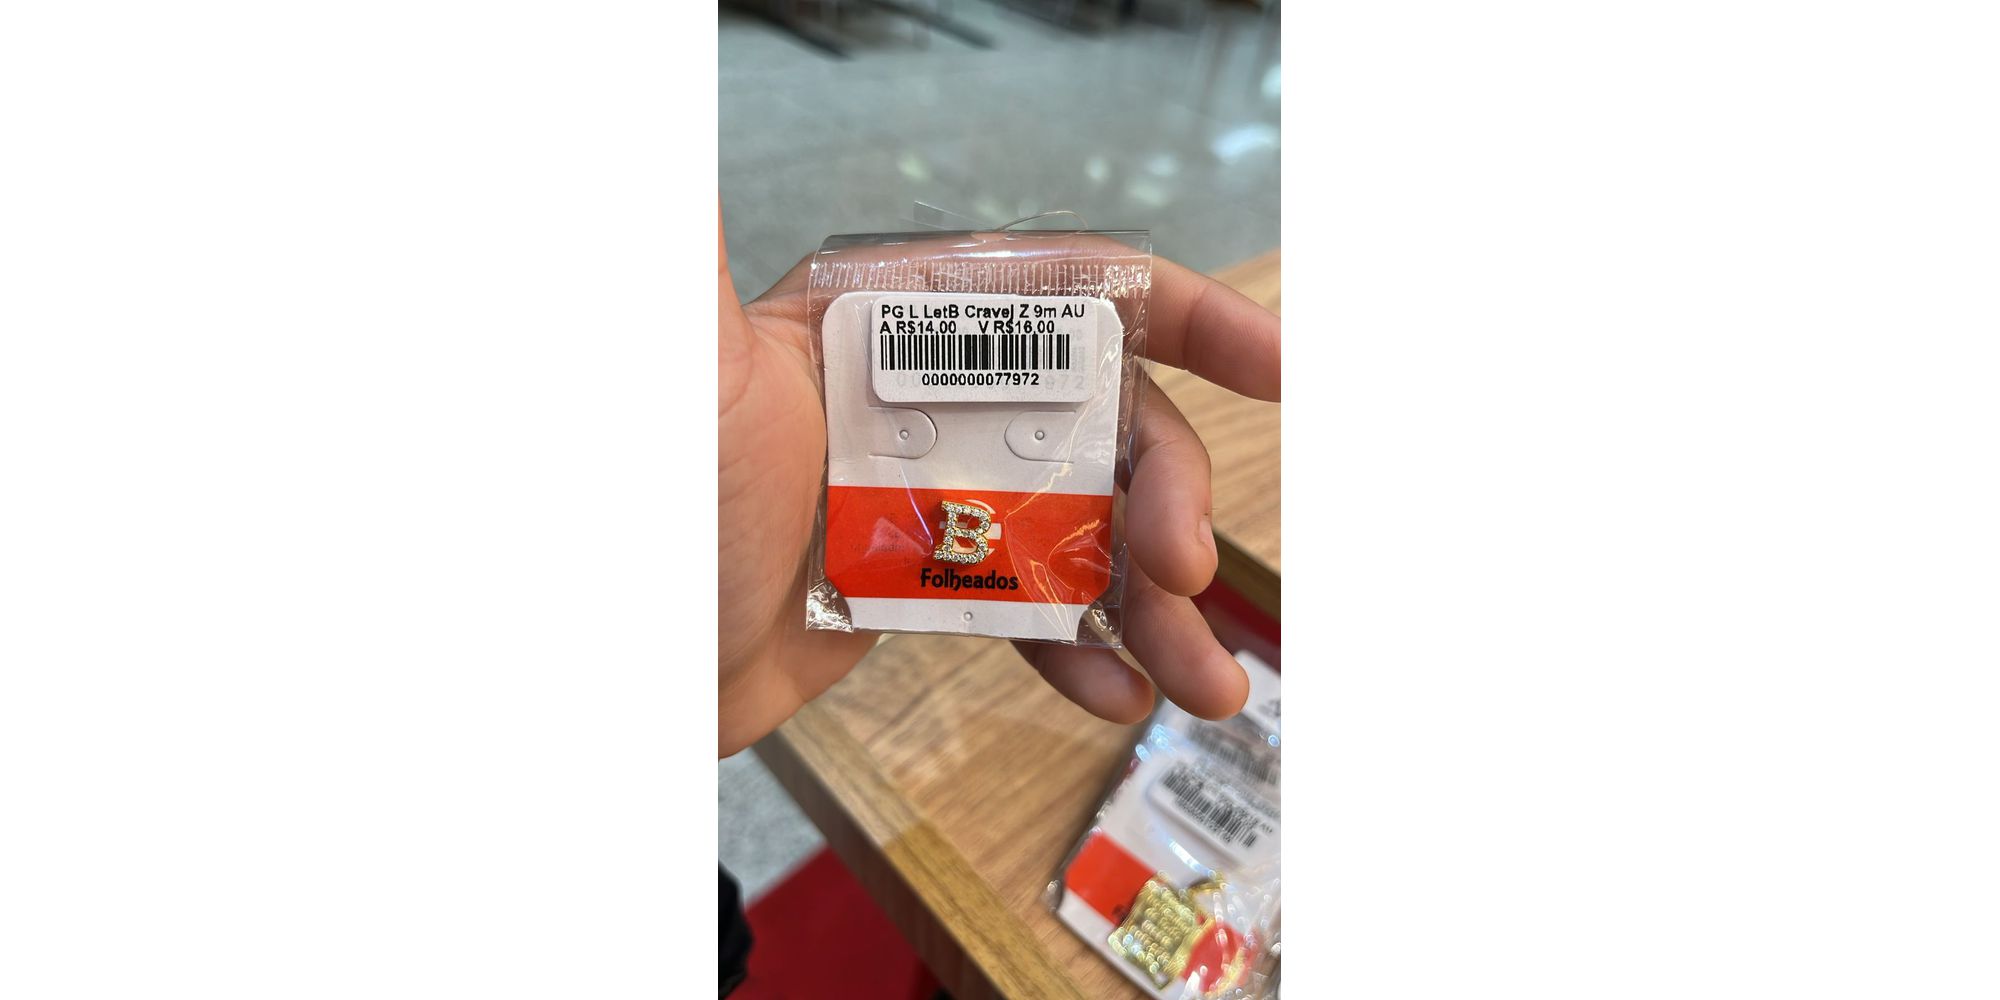 PG L LetB Cravej Z 9m AU
A R$14,00 V R$16,00
0000000077972
B
Folheados